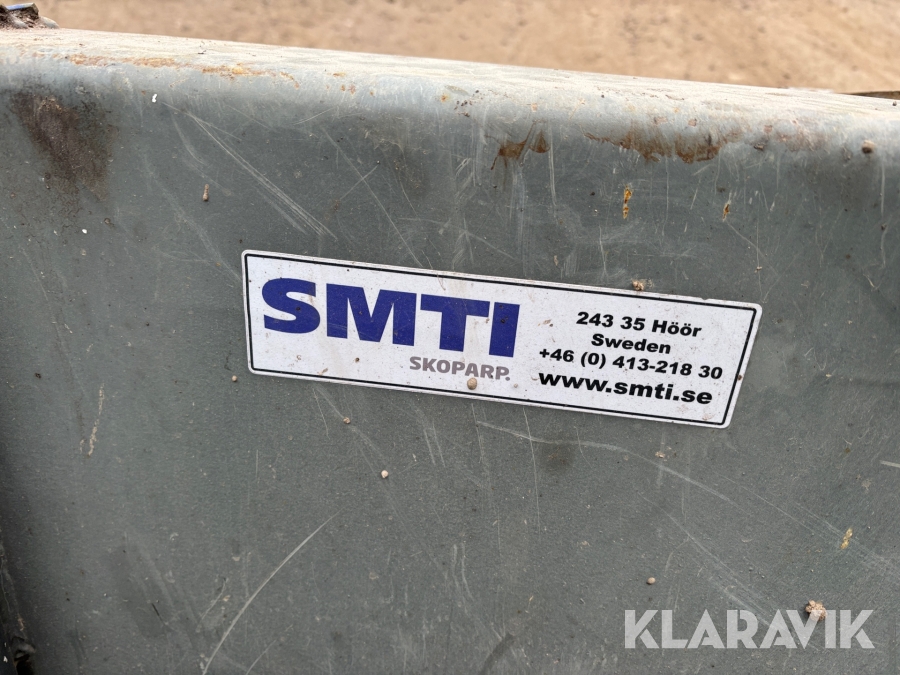 SMTI
SKOPARP.
243 35 Höör
Sweden
+46 (0) 413-218 30
www.smti.se
KLARAVIK